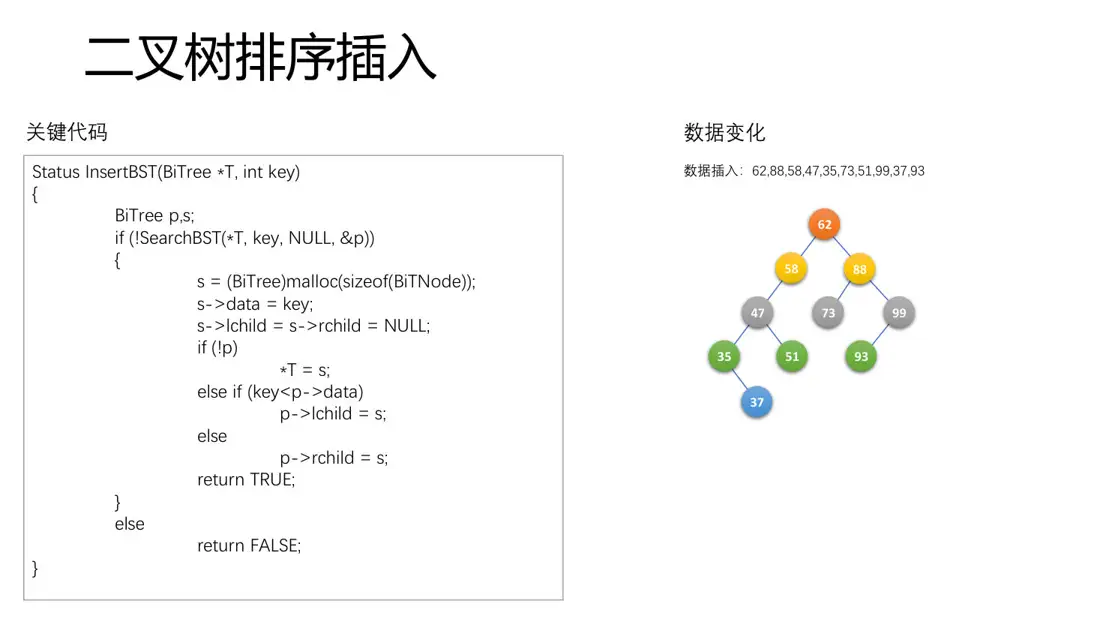 二叉树排序插入
关键代码
Status InsertBST(BiTree *T, int key)
{
BiTree p,s;
if (!SearchBST(*T, key, NULL, &p))
{
s = (BiTree)malloc(sizeof(BiTNode));
s->data = key;
s->lchild = s->rchild = NULL;
if (!p)
*T = s;
else if (key<p->data)
p->lchild = s;
else
p->rchild = s;
return TRUE;
}
else
return FALSE;
}
数据变化
数据插入：62,88,58,47,35,73,51,99,37,93
62
58 88
47 73 99
35 51 93
37